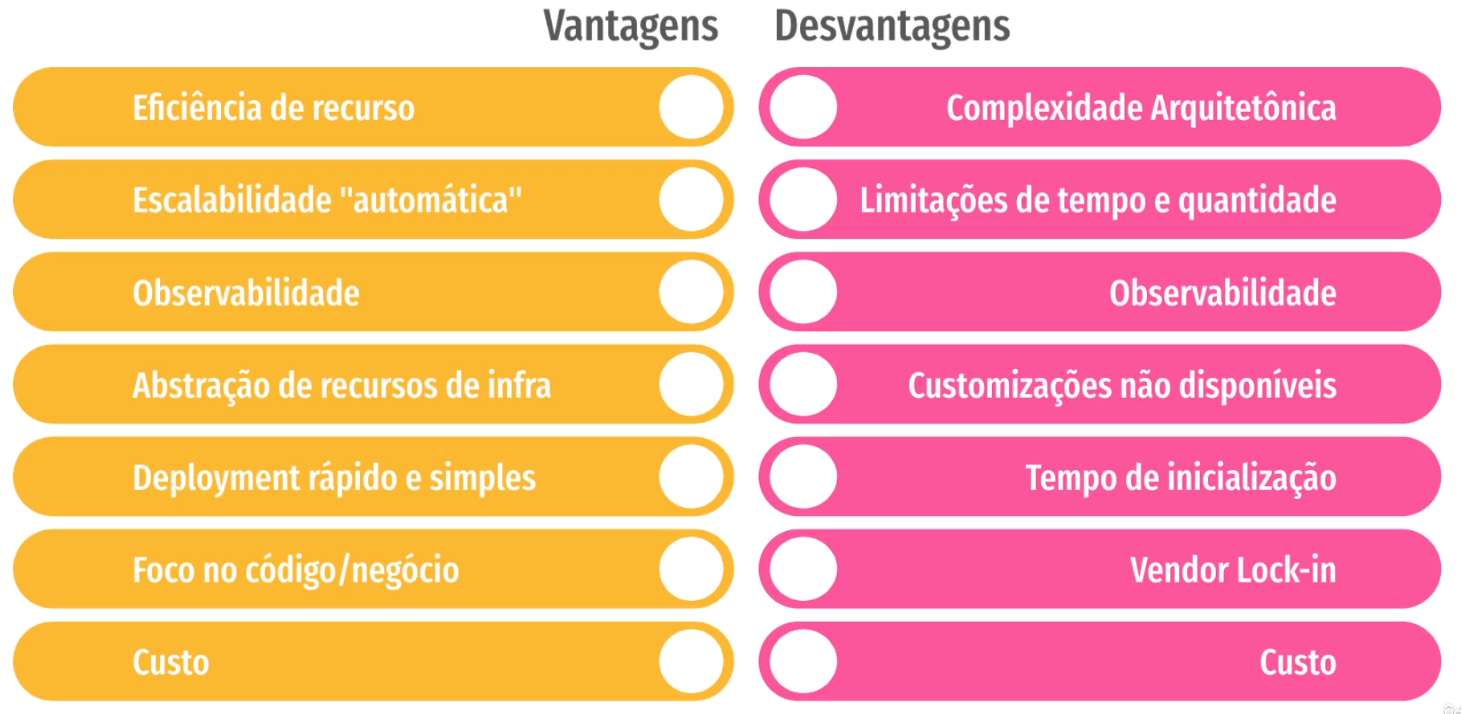 Vantagens
Desvantagens
Eficiência de recurso
Complexidade Arquitetônica
Escalabilidade "automática"
Limitações de tempo e quantidade
Observabilidade
Observabilidade
Abstração de recursos de infra
Customizações não disponíveis
Deployment rápido e simples
Tempo de inicialização
Foco no código/negócio
Vendor Lock-in
Custo
Custo